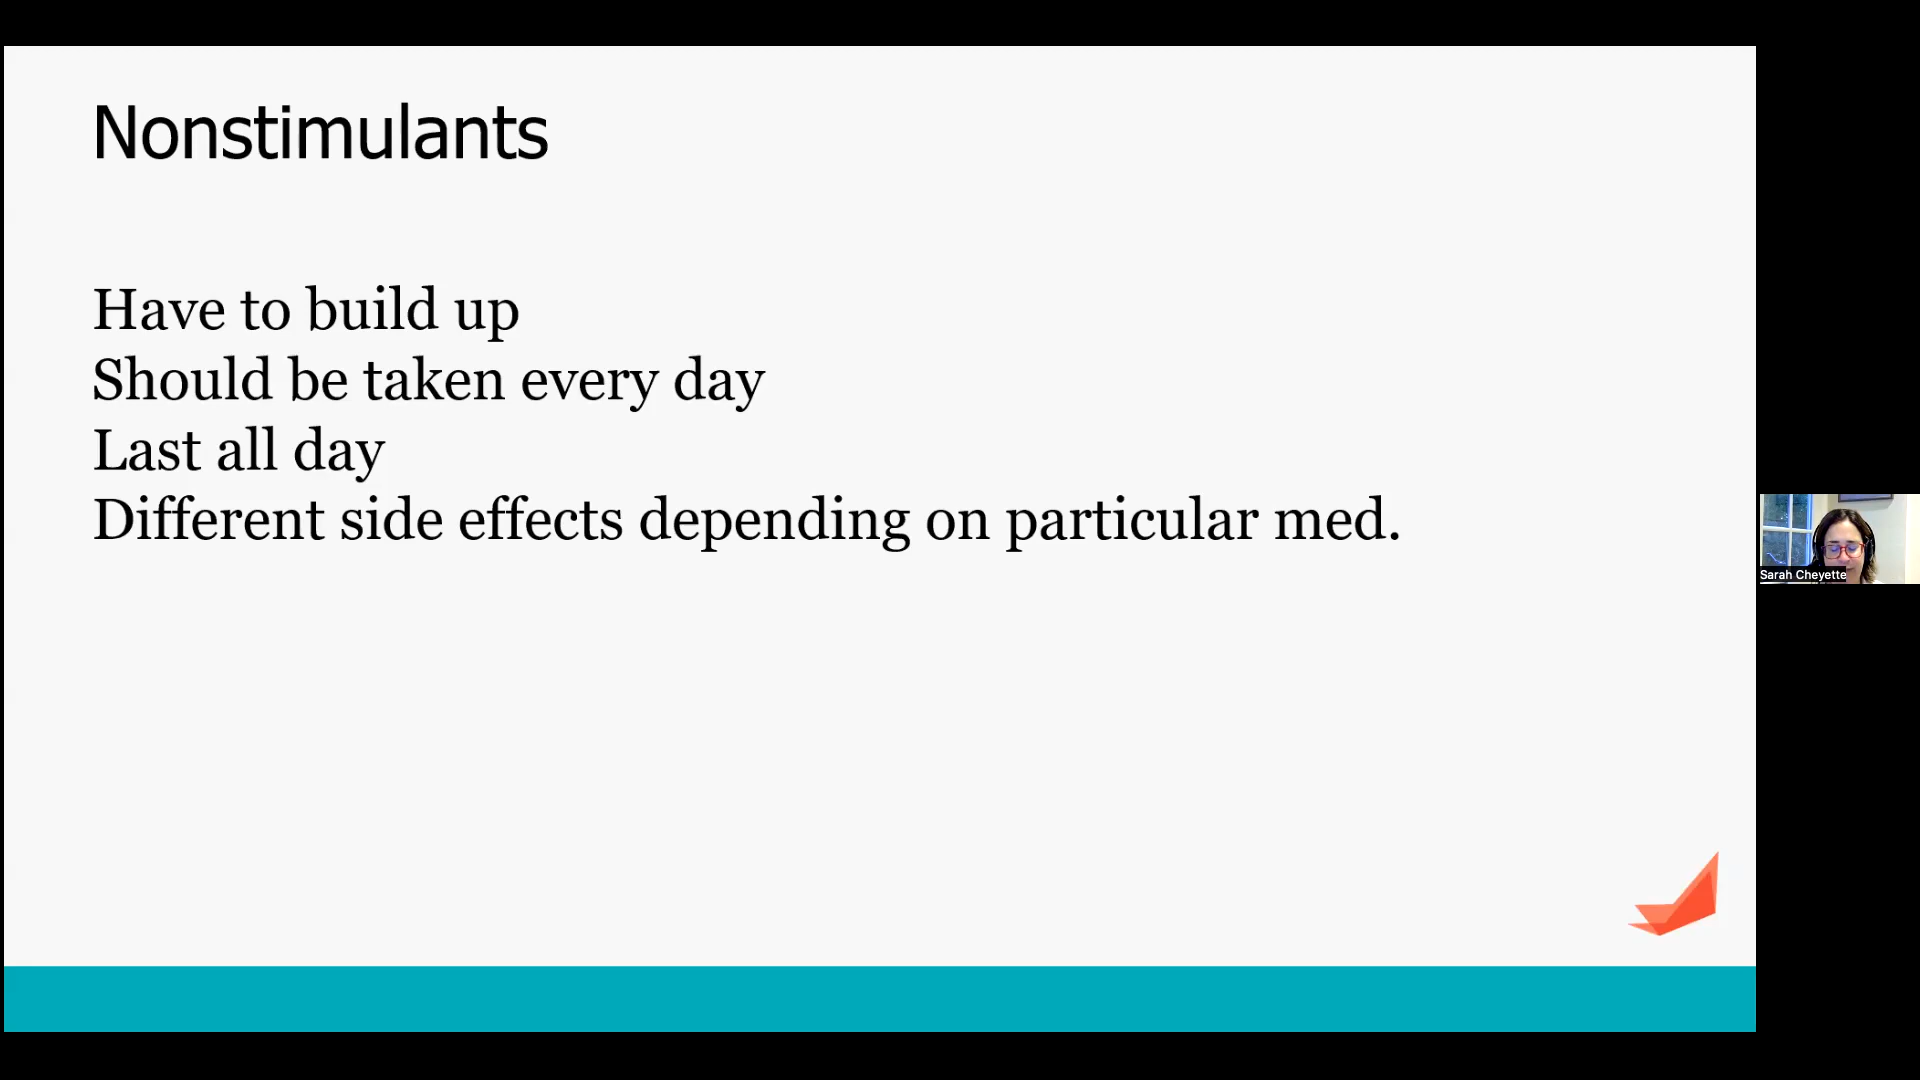 Nonstimulants
Have to build up
Should be taken every day
Last all day
Different side effects depending on particular med.
Sarah Cheyette